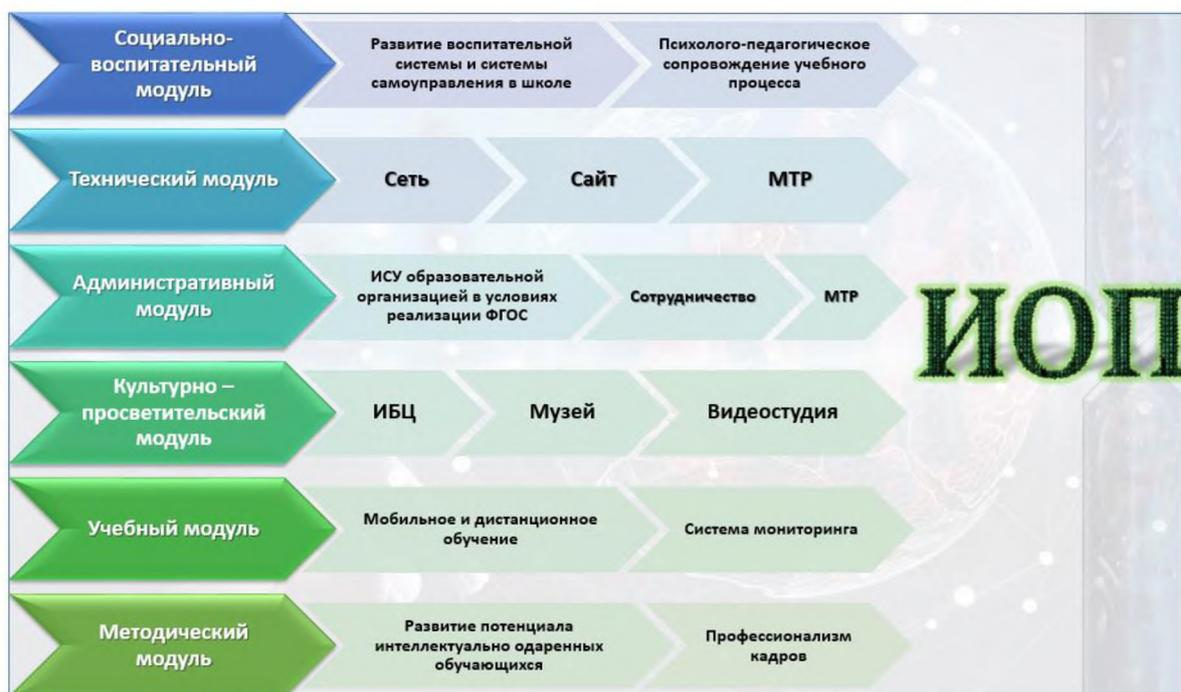 Социально-
воспитательный
модуль
Развитие воспитательной
системы и системы
самоуправления в школе
Психолого-педагогическое
сопровождение учебного
процесса
Технический модуль
Сеть
Сайт
МТР
Административный
модуль
ИСУ образовательной
организацией в условиях
реализации ФГОС
Сотрудничество
МТР
ИОП
Культурно –
просветительский
модуль
ИБЦ
Музей
Видеостудия
Учебный модуль
Мобильное и дистанционное
обучение
Система мониторинга
Методический
модуль
Развитие потенциала
интеллектуально одаренных
обучающихся
Профессионализм
кадров